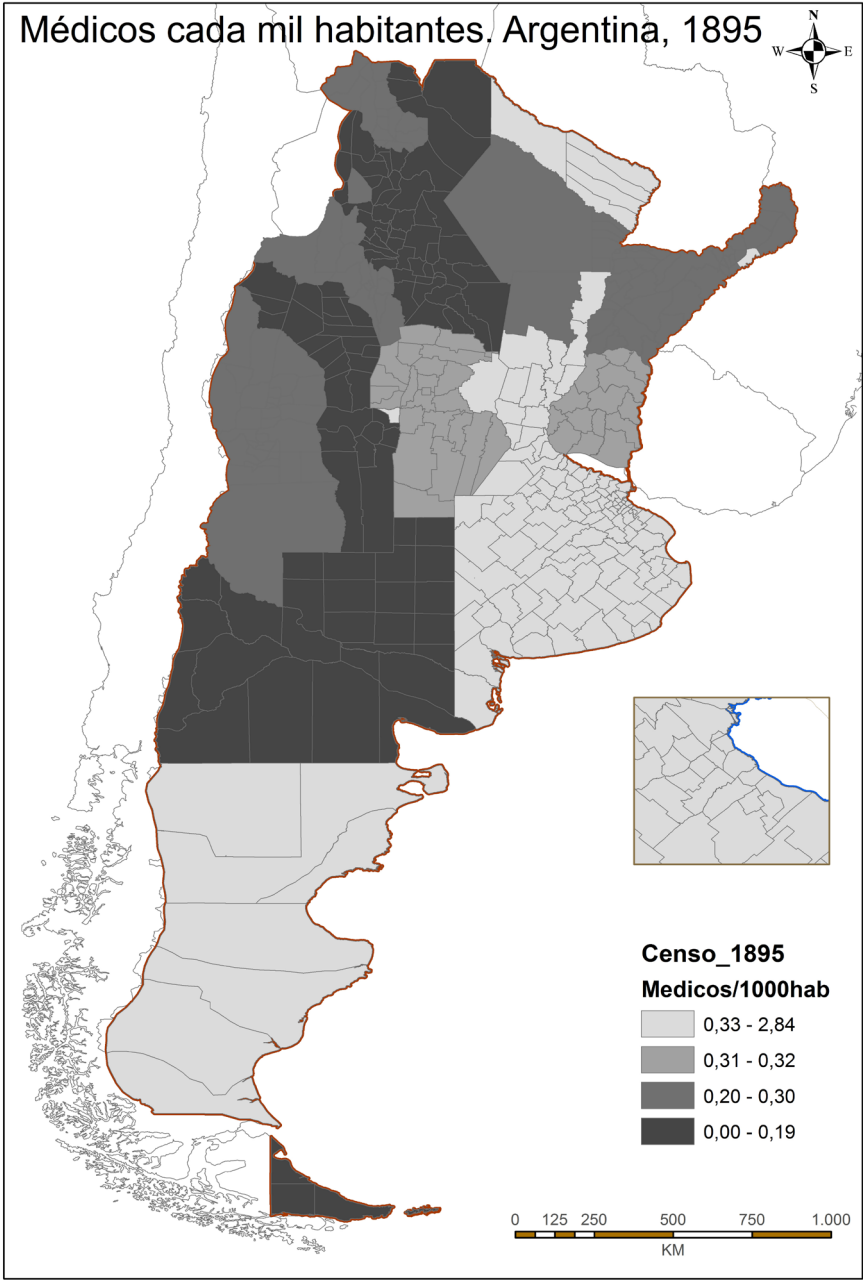 Médicos cada mil habitantes. Argentina, 1895
N
W E
S
Censo_1895
Medicos/1000hab
0,33 - 2,84
0,31 - 0,32
0,20 - 0,30
0,00 - 0,19
0 125 250 500 750 1.000
KM